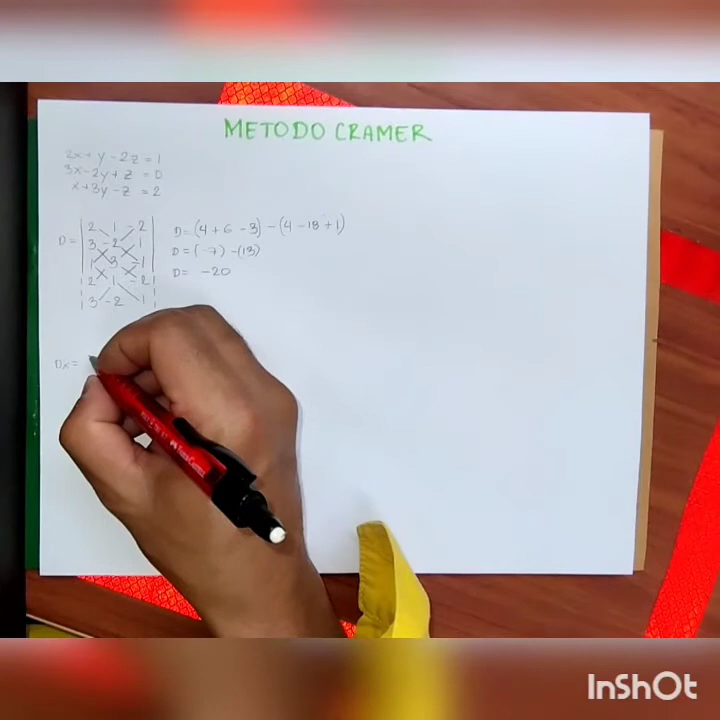 METODO CRAMER
2x+y-2z=1
3x-2y+z=0
x+3y-z=2
D= | 2 1 -2 |
| 3 -2 1 |
| 1 3 -1 |
| 2 1 -2 |
| 3 -2 1 |
D=(4+6-3)-(4-18+1)
D=(-7)-(13)
D= -20
Dx=
InShOt